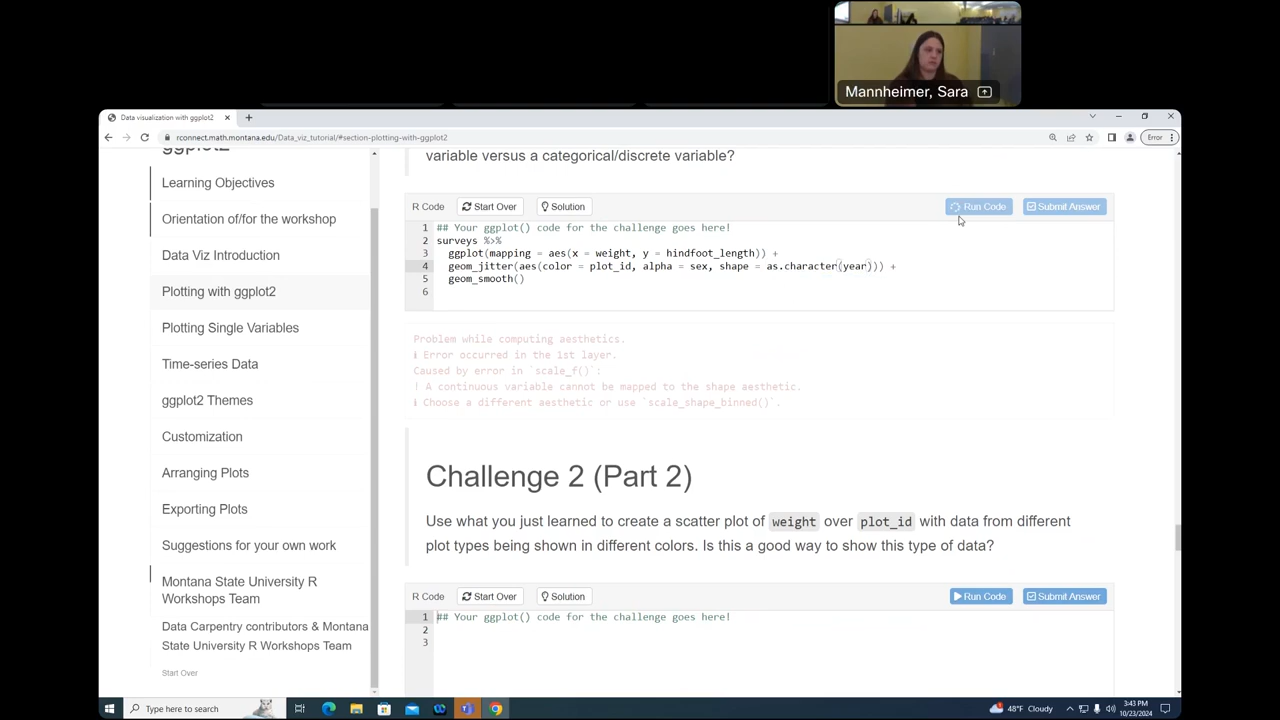 Mannheimer, Sara
Data visualization with ggplot2
rconnect.math.montana.edu/Data_viz_tutorial/#section-plotting-with-ggplot2
Error
ggplot2
Learning Objectives
Orientation of/for the workshop
Data Viz Introduction
Plotting with ggplot2
Plotting Single Variables
Time-series Data
ggplot2 Themes
Customization
Arranging Plots
Exporting Plots
Suggestions for your own work
Montana State University R
Workshops Team
Data Carpentry contributors & Montana
State University R Workshops Team
Start Over
variable versus a categorical/discrete variable?
R Code Start Over Solution Run Code Submit Answer
1 ## Your ggplot() code for the challenge goes here!
2 surveys %>%
3 ggplot(mapping = aes(x = weight, y = hindfoot_length)) +
4 geom_jitter(aes(color = plot_id, alpha = sex, shape = as.character(year))) +
5 geom_smooth()
6
Problem while computing aesthetics.
ℹ Error occurred in the 1st layer.
Caused by error in `scale_f()`:
! A continuous variable cannot be mapped to the shape aesthetic.
ℹ Choose a different aesthetic or use `scale_shape_binned()`.
Challenge 2 (Part 2)
Use what you just learned to create a scatter plot of weight over plot_id with data from different
plot types being shown in different colors. Is this a good way to show this type of data?
R Code Start Over Solution Run Code Submit Answer
1 ## Your ggplot() code for the challenge goes here!
2
3
Type here to search
48°F Cloudy
3:43 PM
10/23/2024